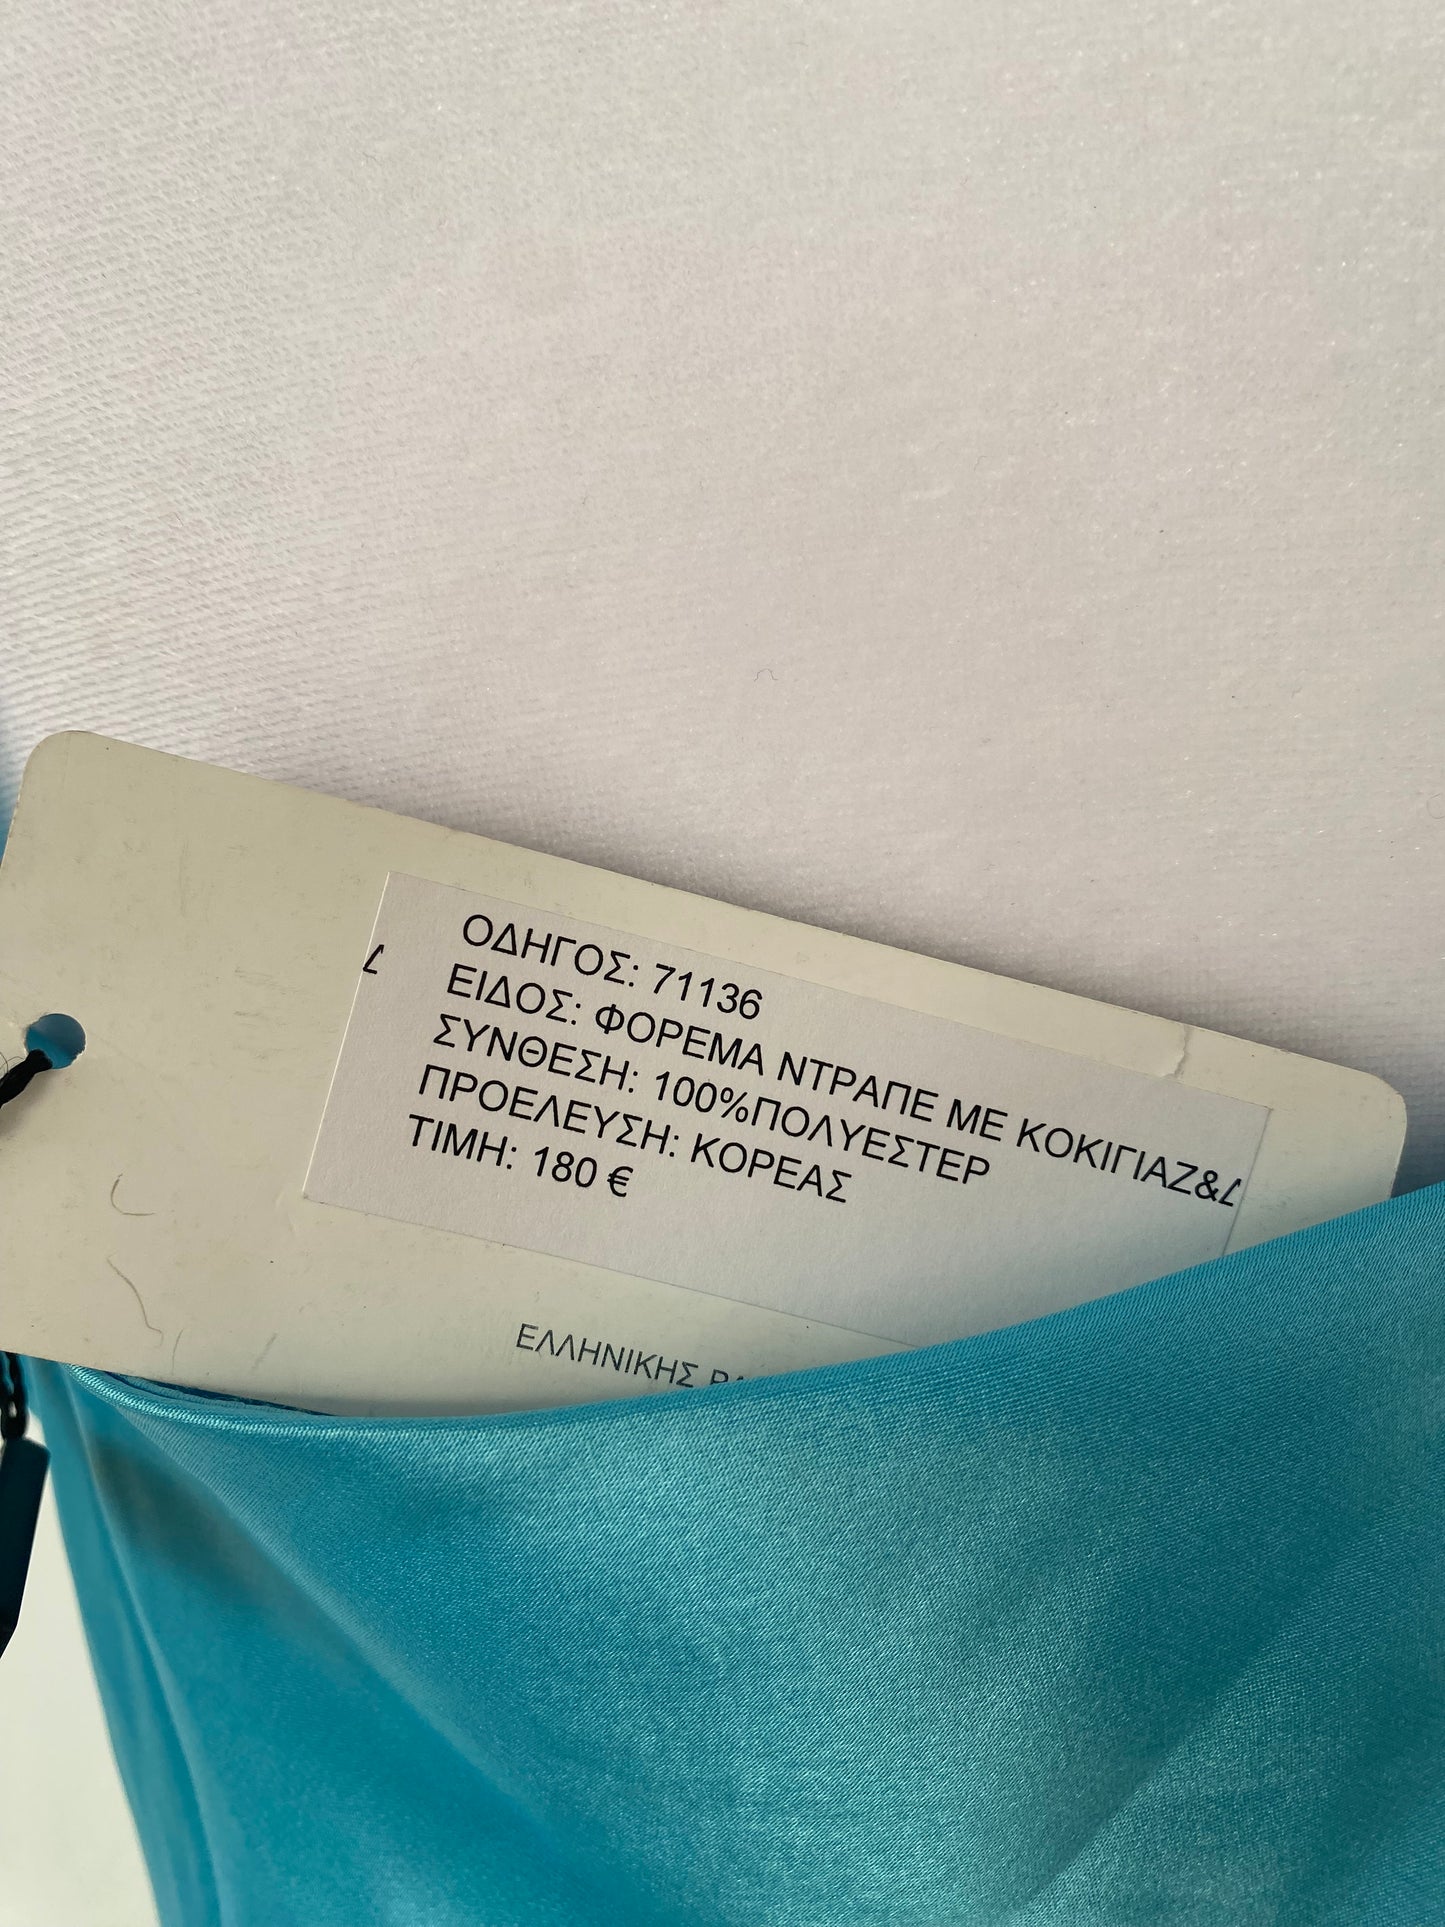 ΟΔΗΓΟΣ: 71136
ΕΙΔΟΣ: ΦΟΡΕΜΑ ΝΤΡΑΠΕ ΜΕ ΚΟΚΙΓΙΑΖ&
ΣΥΝΘΕΣΗ: 100%ΠΟΛΥΕΣΤΕΡ
ΠΡΟΕΛΕΥΣΗ: ΚΟΡΕΑΣ
ΤΙΜΗ: 180 €
ΕΛΛΗΝΙΚΗΣ